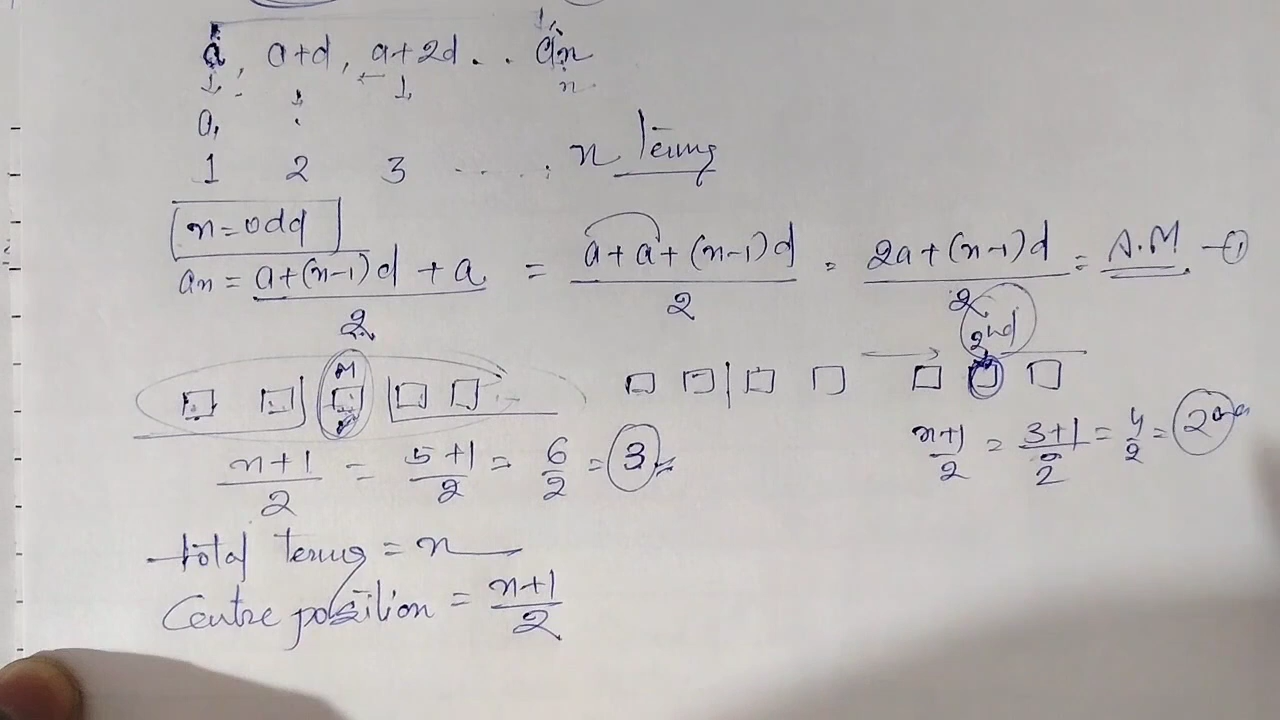 a, a+d, a+2d .. an
n
a,
1 2 3 ..... n terms
n=odd
an = a+(n-1)d + a / 2 = a+a+(n-1)d / 2 = 2a+(n-1)d / 2 = A.M —①
M
2nd
n+1 / 2 = 5+1 / 2 = 6 / 2 = 3
n+1 / 2 = 3+1 / 2 = 4 / 2 = 2nd
total terms = n
Centre position = n+1 / 2